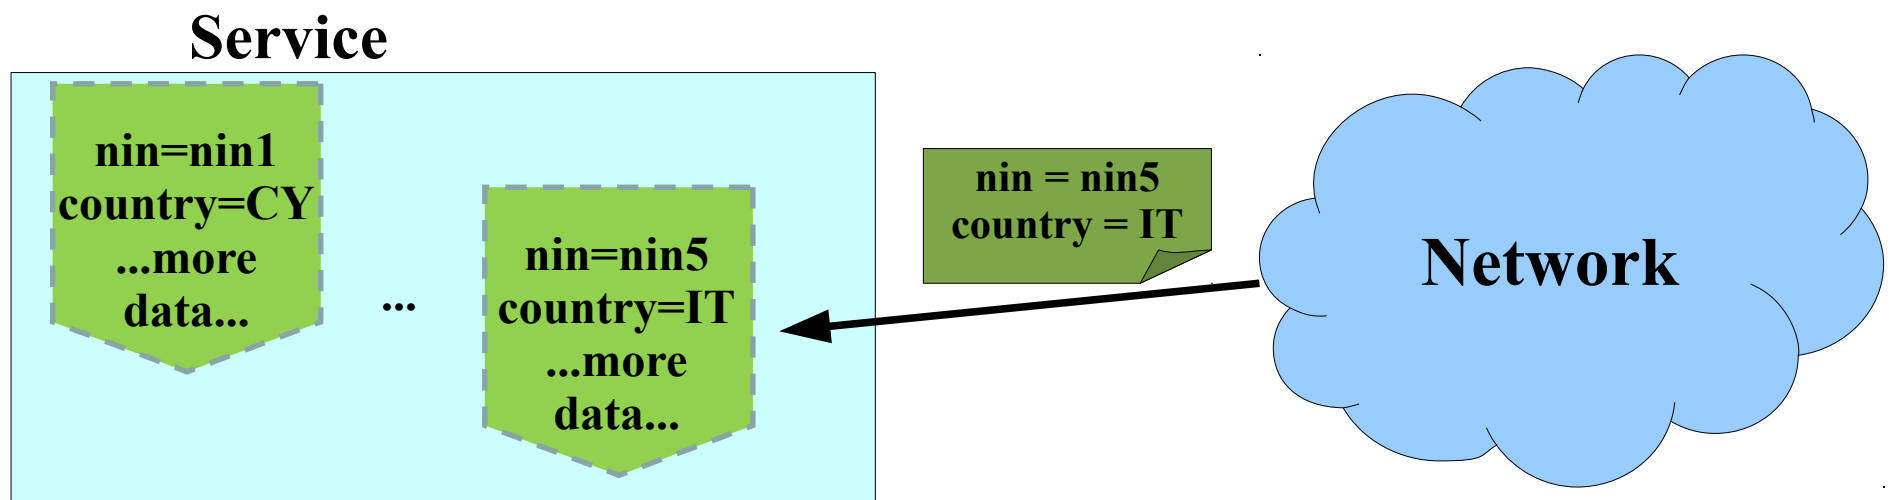 Service
nin=nin1
country=CY
...more
data...
...
nin=nin5
country=IT
...more
data...
nin = nin5
country = IT
Network